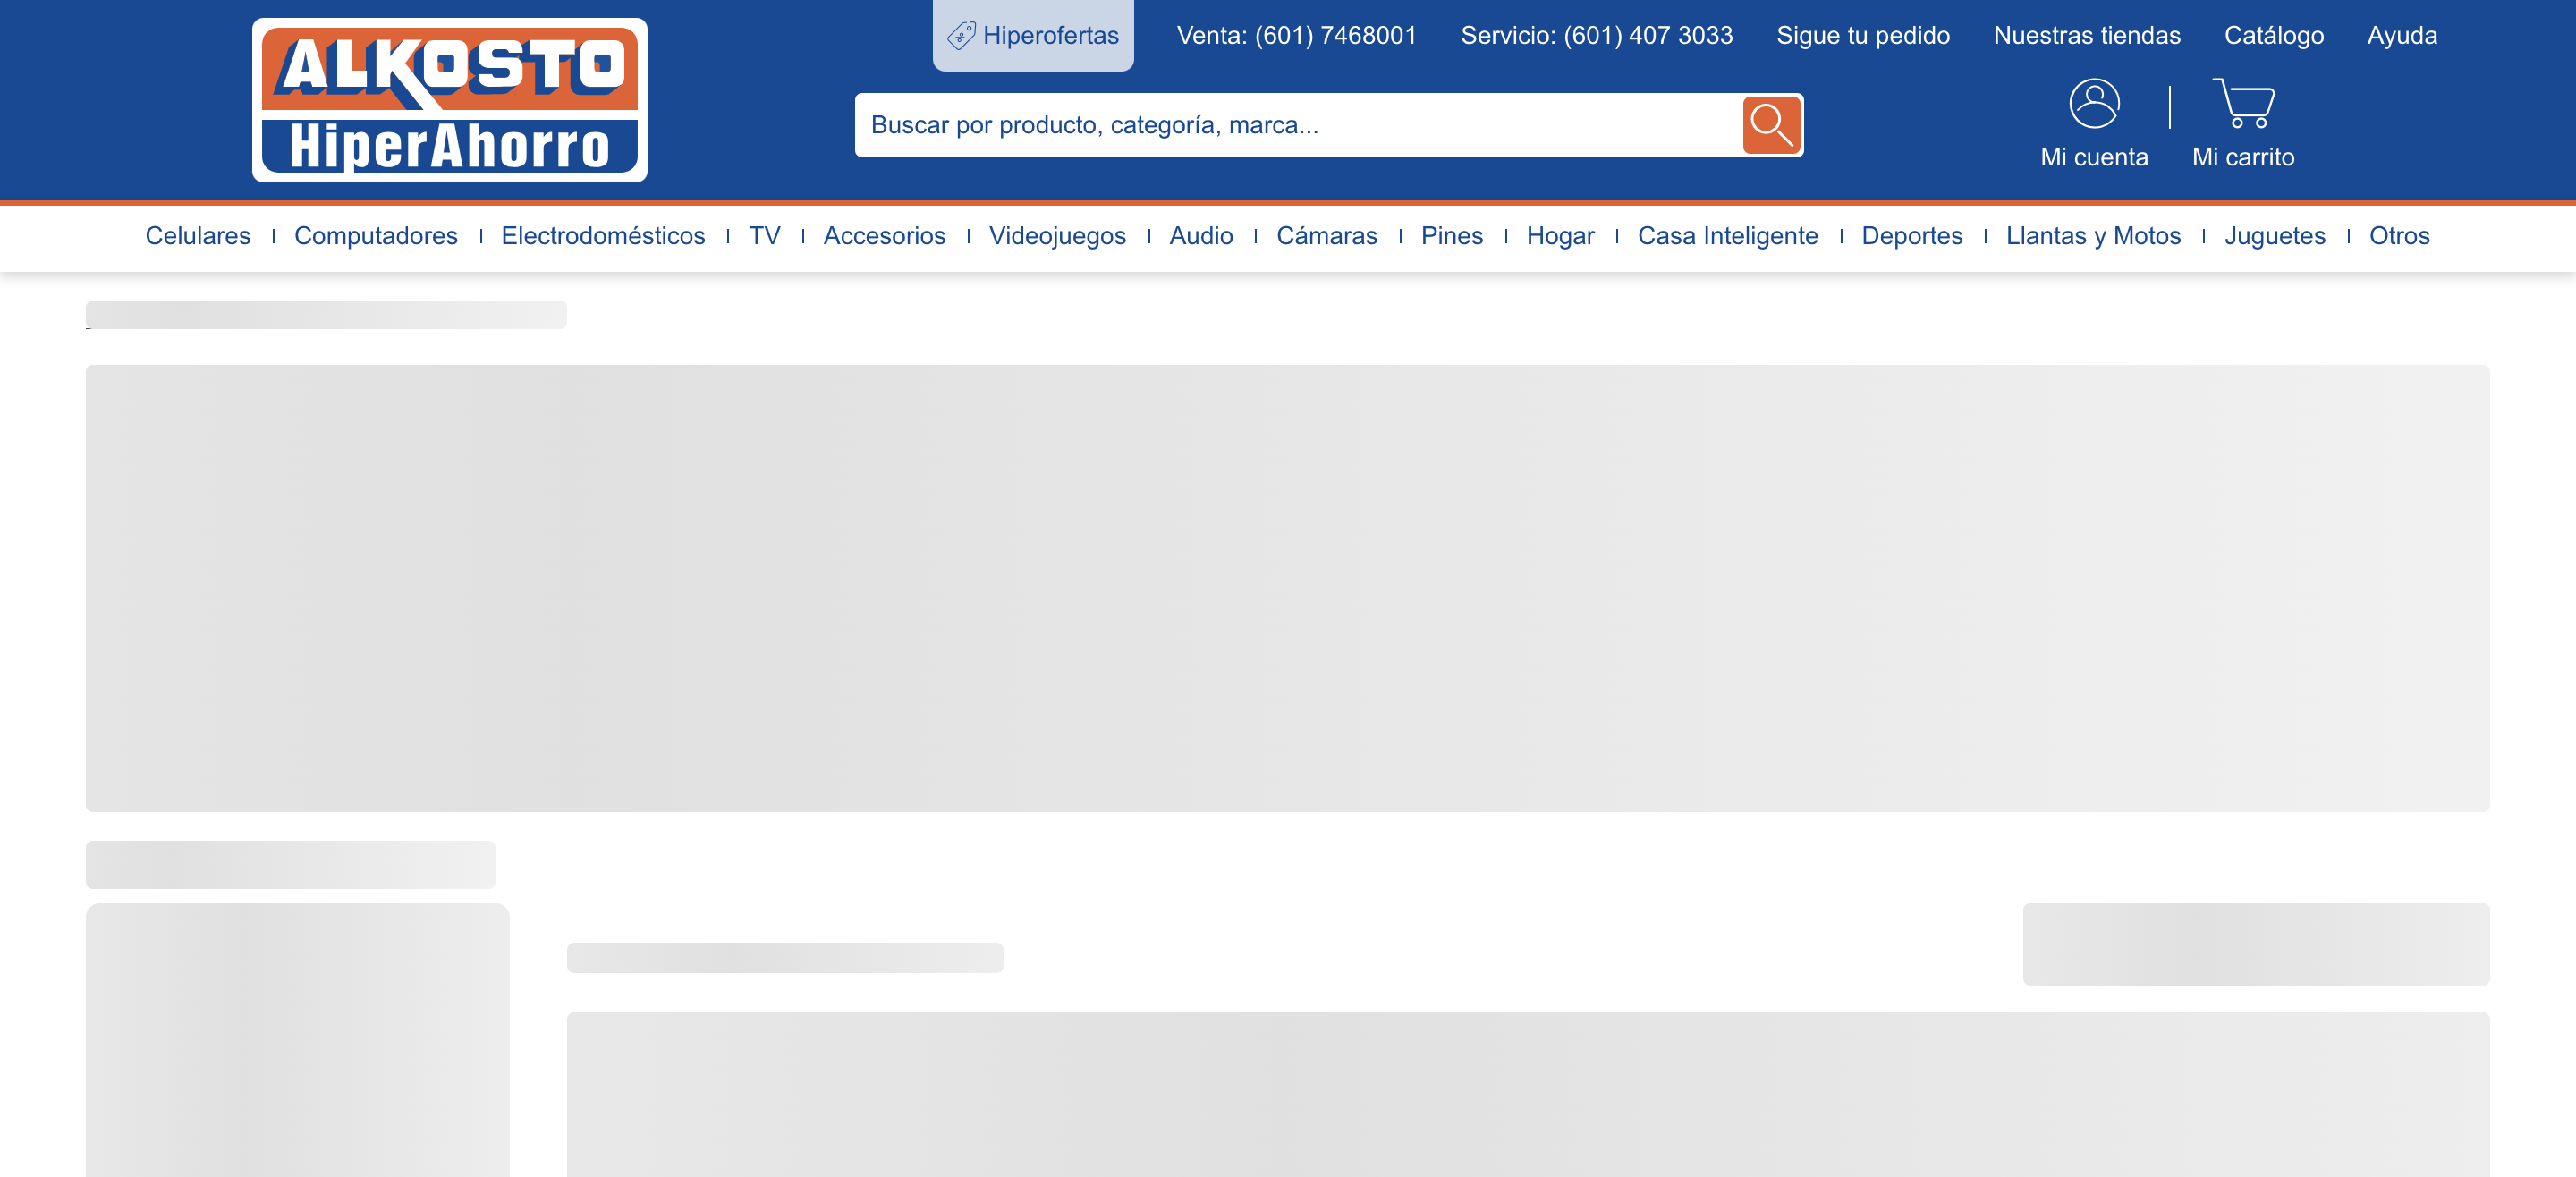 Hiperofertas
Venta: (601) 7468001
Servicio: (601) 407 3033
Sigue tu pedido
Nuestras tiendas
Catálogo
Ayuda
ALKOSTO
HiperAhorro
Buscar por producto, categoría, marca...
Mi cuenta
Mi carrito
Celulares
Computadores
Electrodomésticos
TV
Accesorios
Videojuegos
Audio
Cámaras
Pines
Hogar
Casa Inteligente
Deportes
Llantas y Motos
Juguetes
Otros